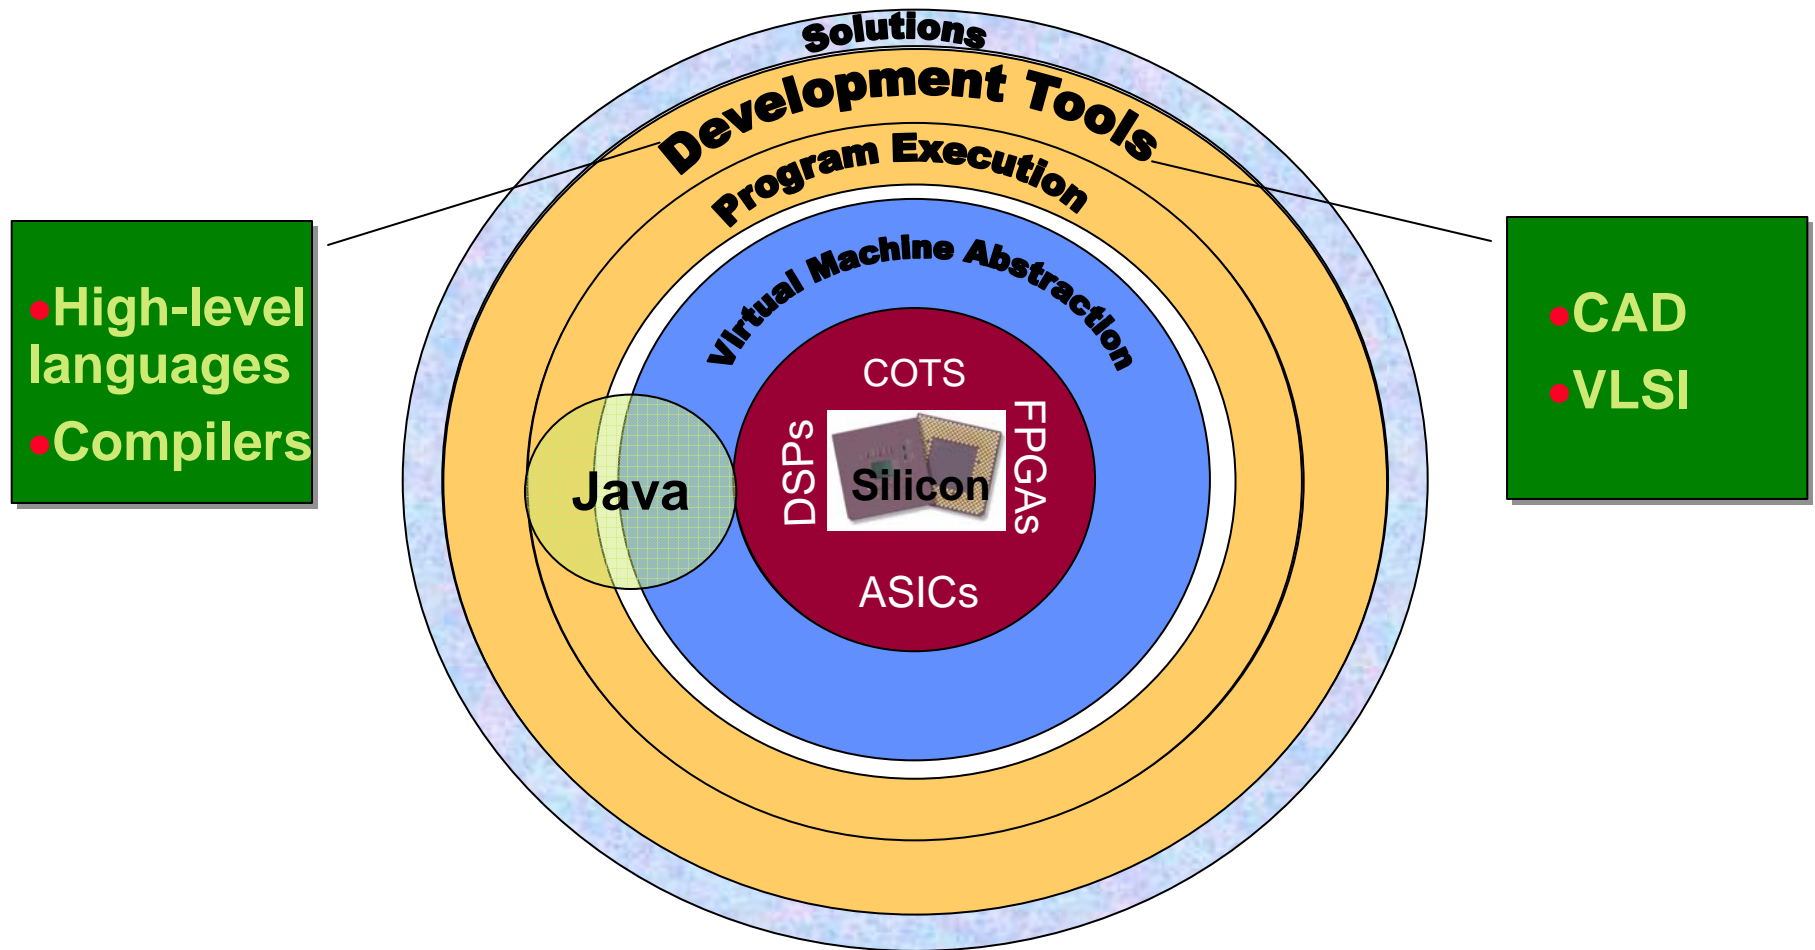 Solutions
Development Tools
Program Execution
Virtual Machine Abstraction
•High-level
languages
•Compilers
Java
COTS
DSPs
Silicon
FPGAs
ASICs
•CAD
•VLSI